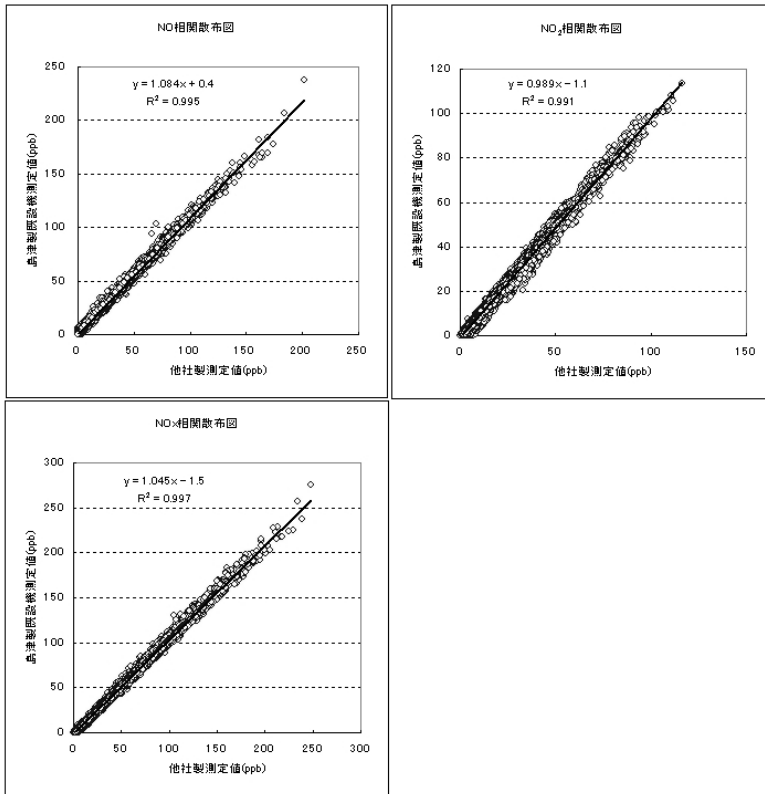 NO相関散布図
y = 1.084x + 0.4
R² = 0.995
島津製既設機測定値(ppb)
250
200
150
100
50
0
0 50 100 150 200 250
他社製測定値(ppb)
NO₂相関散布図
y = 0.989x − 1.1
R² = 0.991
島津製既設機測定値(ppb)
120
100
80
60
40
20
0
0 50 100 150
他社製測定値(ppb)
NOx相関散布図
y = 1.045x − 1.5
R² = 0.997
島津製既設機測定値(ppb)
300
250
200
150
100
50
0
0 50 100 150 200 250 300
他社製測定値(ppb)